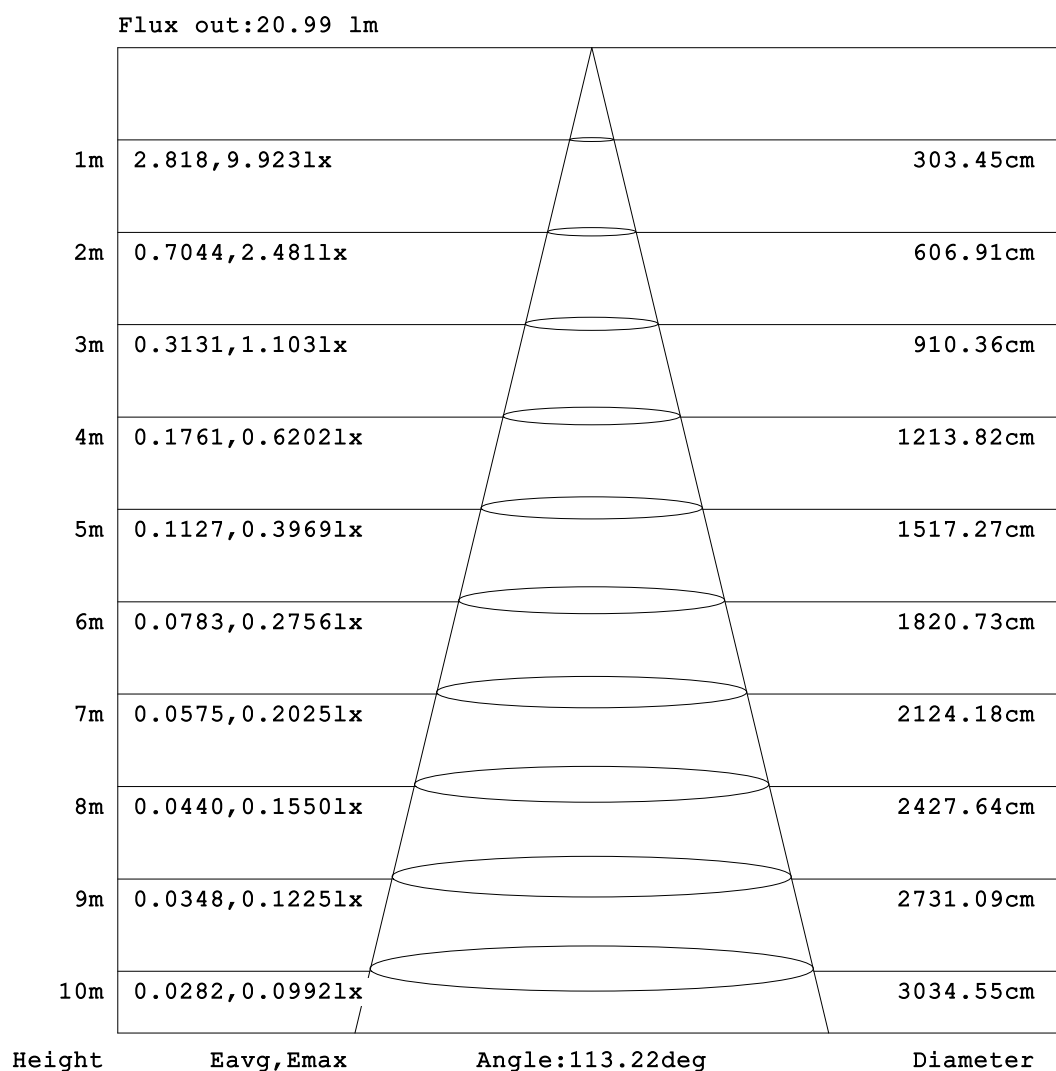 Flux out:20.99 lm
1m 2.818,9.923lx 303.45cm
2m 0.7044,2.481lx 606.91cm
3m 0.3131,1.103lx 910.36cm
4m 0.1761,0.6202lx 1213.82cm
5m 0.1127,0.3969lx 1517.27cm
6m 0.0783,0.2756lx 1820.73cm
7m 0.0575,0.2025lx 2124.18cm
8m 0.0440,0.1550lx 2427.64cm
9m 0.0348,0.1225lx 2731.09cm
10m 0.0282,0.0992lx 3034.55cm
Height Eavg,Emax Angle:113.22deg Diameter